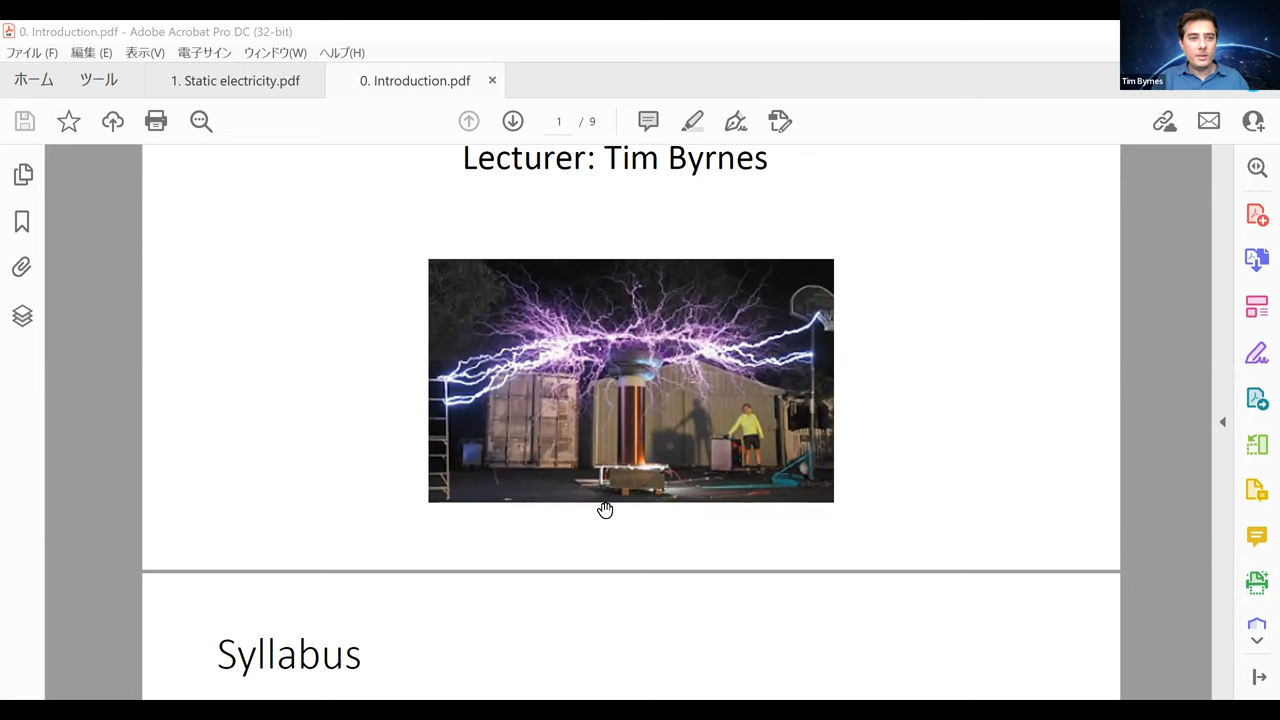 0. Introduction.pdf - Adobe Acrobat Pro DC (32-bit)
ファイル (F) 編集 (E) 表示(V) 電子サイン ウィンドウ(W) ヘルプ(H)
ホーム ツール 1. Static electricity.pdf 0. Introduction.pdf ×
1 / 9
Tim Byrnes
Lecturer: Tim Byrnes
Syllabus